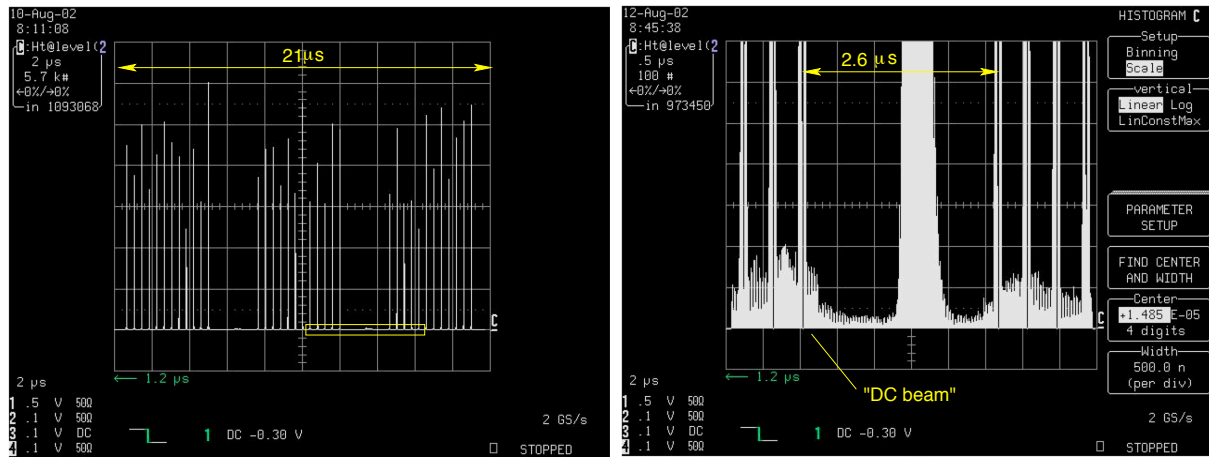 10-Aug-02
8:11:08
C:Ht@level(2
2 µs
5.7 k#
←0%/→0%
in 1093068
21µs
C
2 µs
← 1.2 µs
1 .5 V 50Ω
2 .1 V 50Ω
3 .1 V DC
4 .1 V 50Ω
1 DC -0.30 V
2 GS/s
STOPPED
12-Aug-02
8:45:38
C:Ht@level(2
.5 µs
100 #
←0%/→0%
in 973450
2.6 µs
C
.5 µs
← 1.2 µs
"DC beam"
1 .5 V 50Ω
2 .1 V 50Ω
3 .1 V DC
4 .1 V 50Ω
1 DC -0.30 V
2 GS/s
STOPPED
HISTOGRAM C
Setup
Binning
Scale
vertical
Linear Log
LinConstMax
PARAMETER
SETUP
FIND CENTER
AND WIDTH
Center
+1.485 E-05
4 digits
Width
500.0 n
(per div)